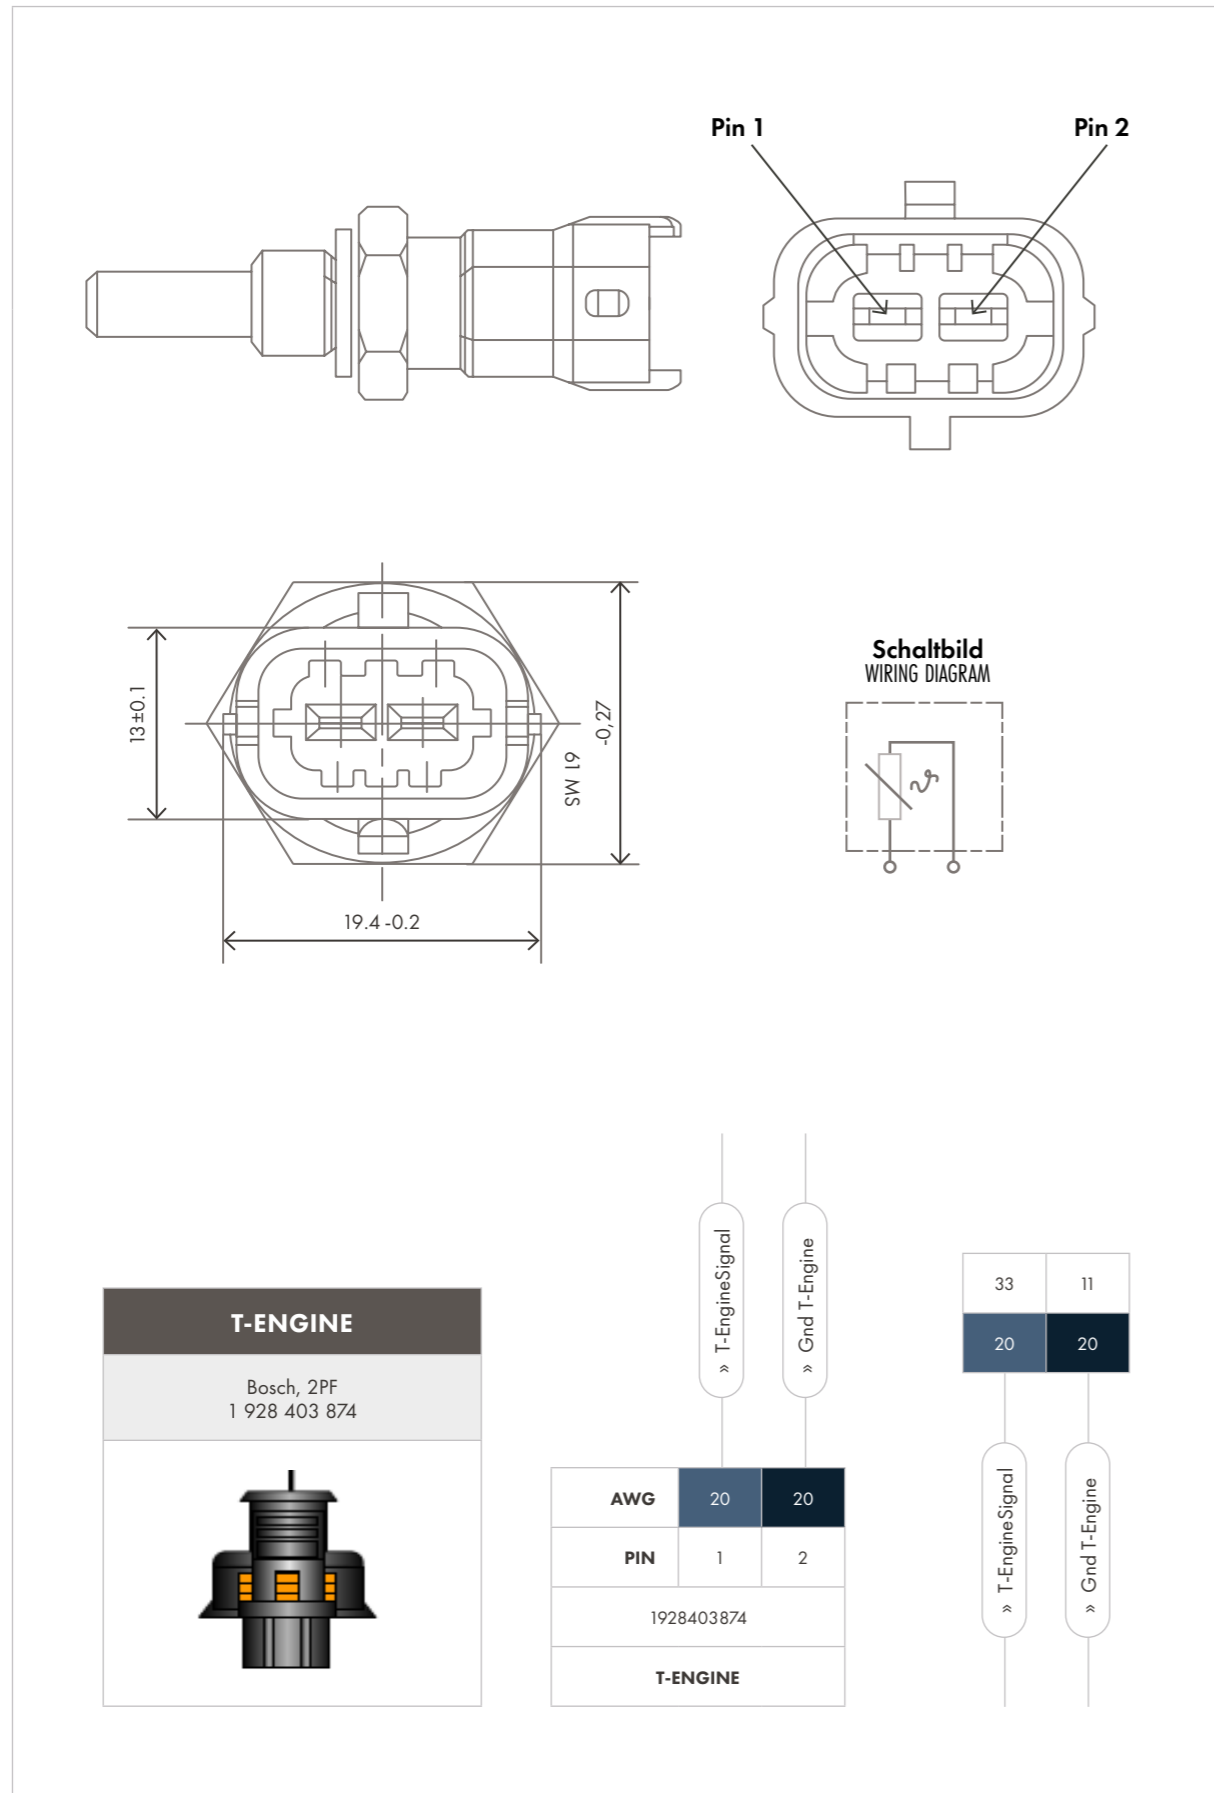 Pin 1
Pin 2
13±0.1
SW 19
-0,27
19.4 -0.2
Schaltbild
WIRING DIAGRAM
ϑ
T-ENGINE
Bosch, 2PF
1 928 403 874
» T-EngineSignal
» Gnd T-Engine
AWG 20 20
PIN 1 2
1928403874
T-ENGINE
33 11
20 20
» T-EngineSignal
» Gnd T-Engine